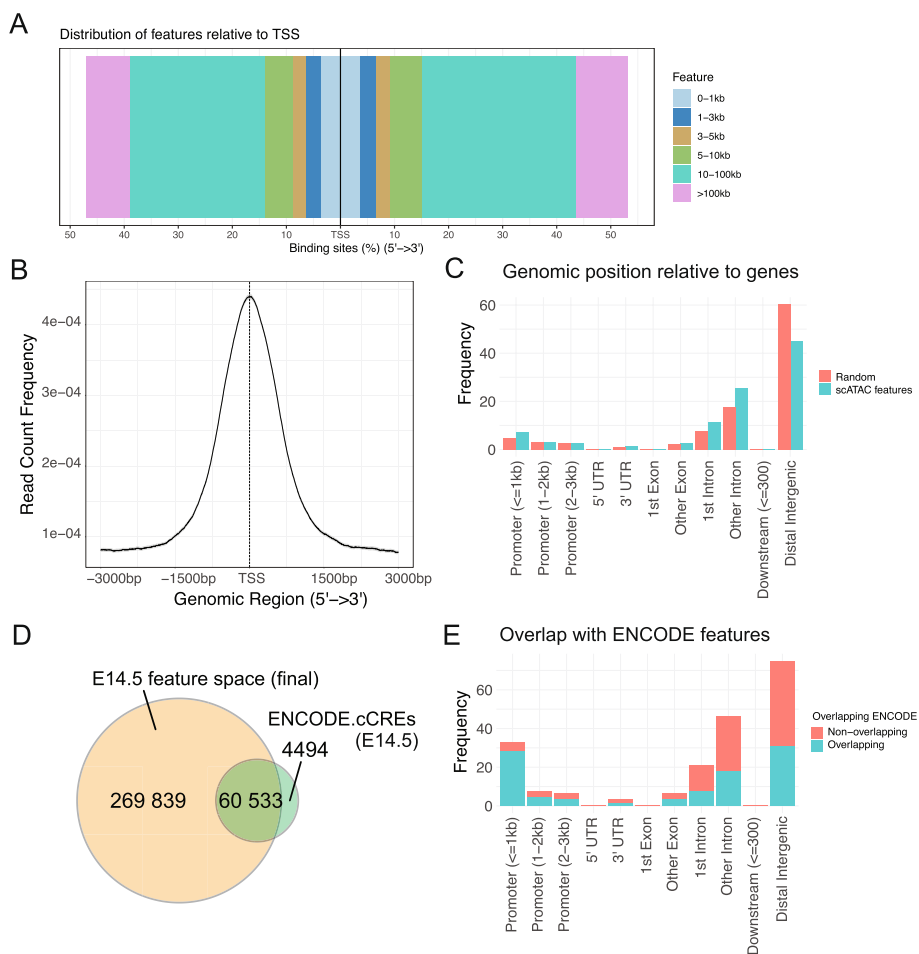 A
Distribution of features relative to TSS
Feature
0−1kb
1−3kb
3−5kb
5−10kb
10−100kb
>100kb
50 40 30 20 10 TSS 10 20 30 40 50
Binding sites (%) (5'−>3')
B
Read Count Frequency
4e−04
3e−04
2e−04
1e−04
−3000bp −1500bp TSS 1500bp 3000bp
Genomic Region (5'−>3')
C
Genomic position relative to genes
Frequency
60
40
20
0
Promoter (<=1kb)
Promoter (1−2kb)
Promoter (2−3kb)
5' UTR
3' UTR
1st Exon
Other Exon
1st Intron
Other Intron
Downstream (<=300)
Distal Intergenic
Random
scATAC features
D
E14.5 feature space (final)
ENCODE.cCREs
(E14.5)
4494
269 839
60 533
E
Overlap with ENCODE features
Frequency
60
40
20
0
Promoter (<=1kb)
Promoter (1−2kb)
Promoter (2−3kb)
5' UTR
3' UTR
1st Exon
Other Exon
1st Intron
Other Intron
Downstream (<=300)
Distal Intergenic
Overlapping ENCODE
Non−overlapping
Overlapping